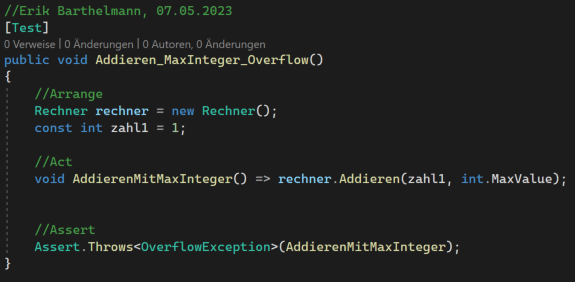 //Erik Barthelmann, 07.05.2023
[Test]
0 Verweise | 0 Änderungen | 0 Autoren, 0 Änderungen
public void Addieren_MaxInteger_Overflow()
{
//Arrange
Rechner rechner = new Rechner();
const int zahl1 = 1;
//Act
void AddierenMitMaxInteger() => rechner.Addieren(zahl1, int.MaxValue);
//Assert
Assert.Throws<OverflowException>(AddierenMitMaxInteger);
}